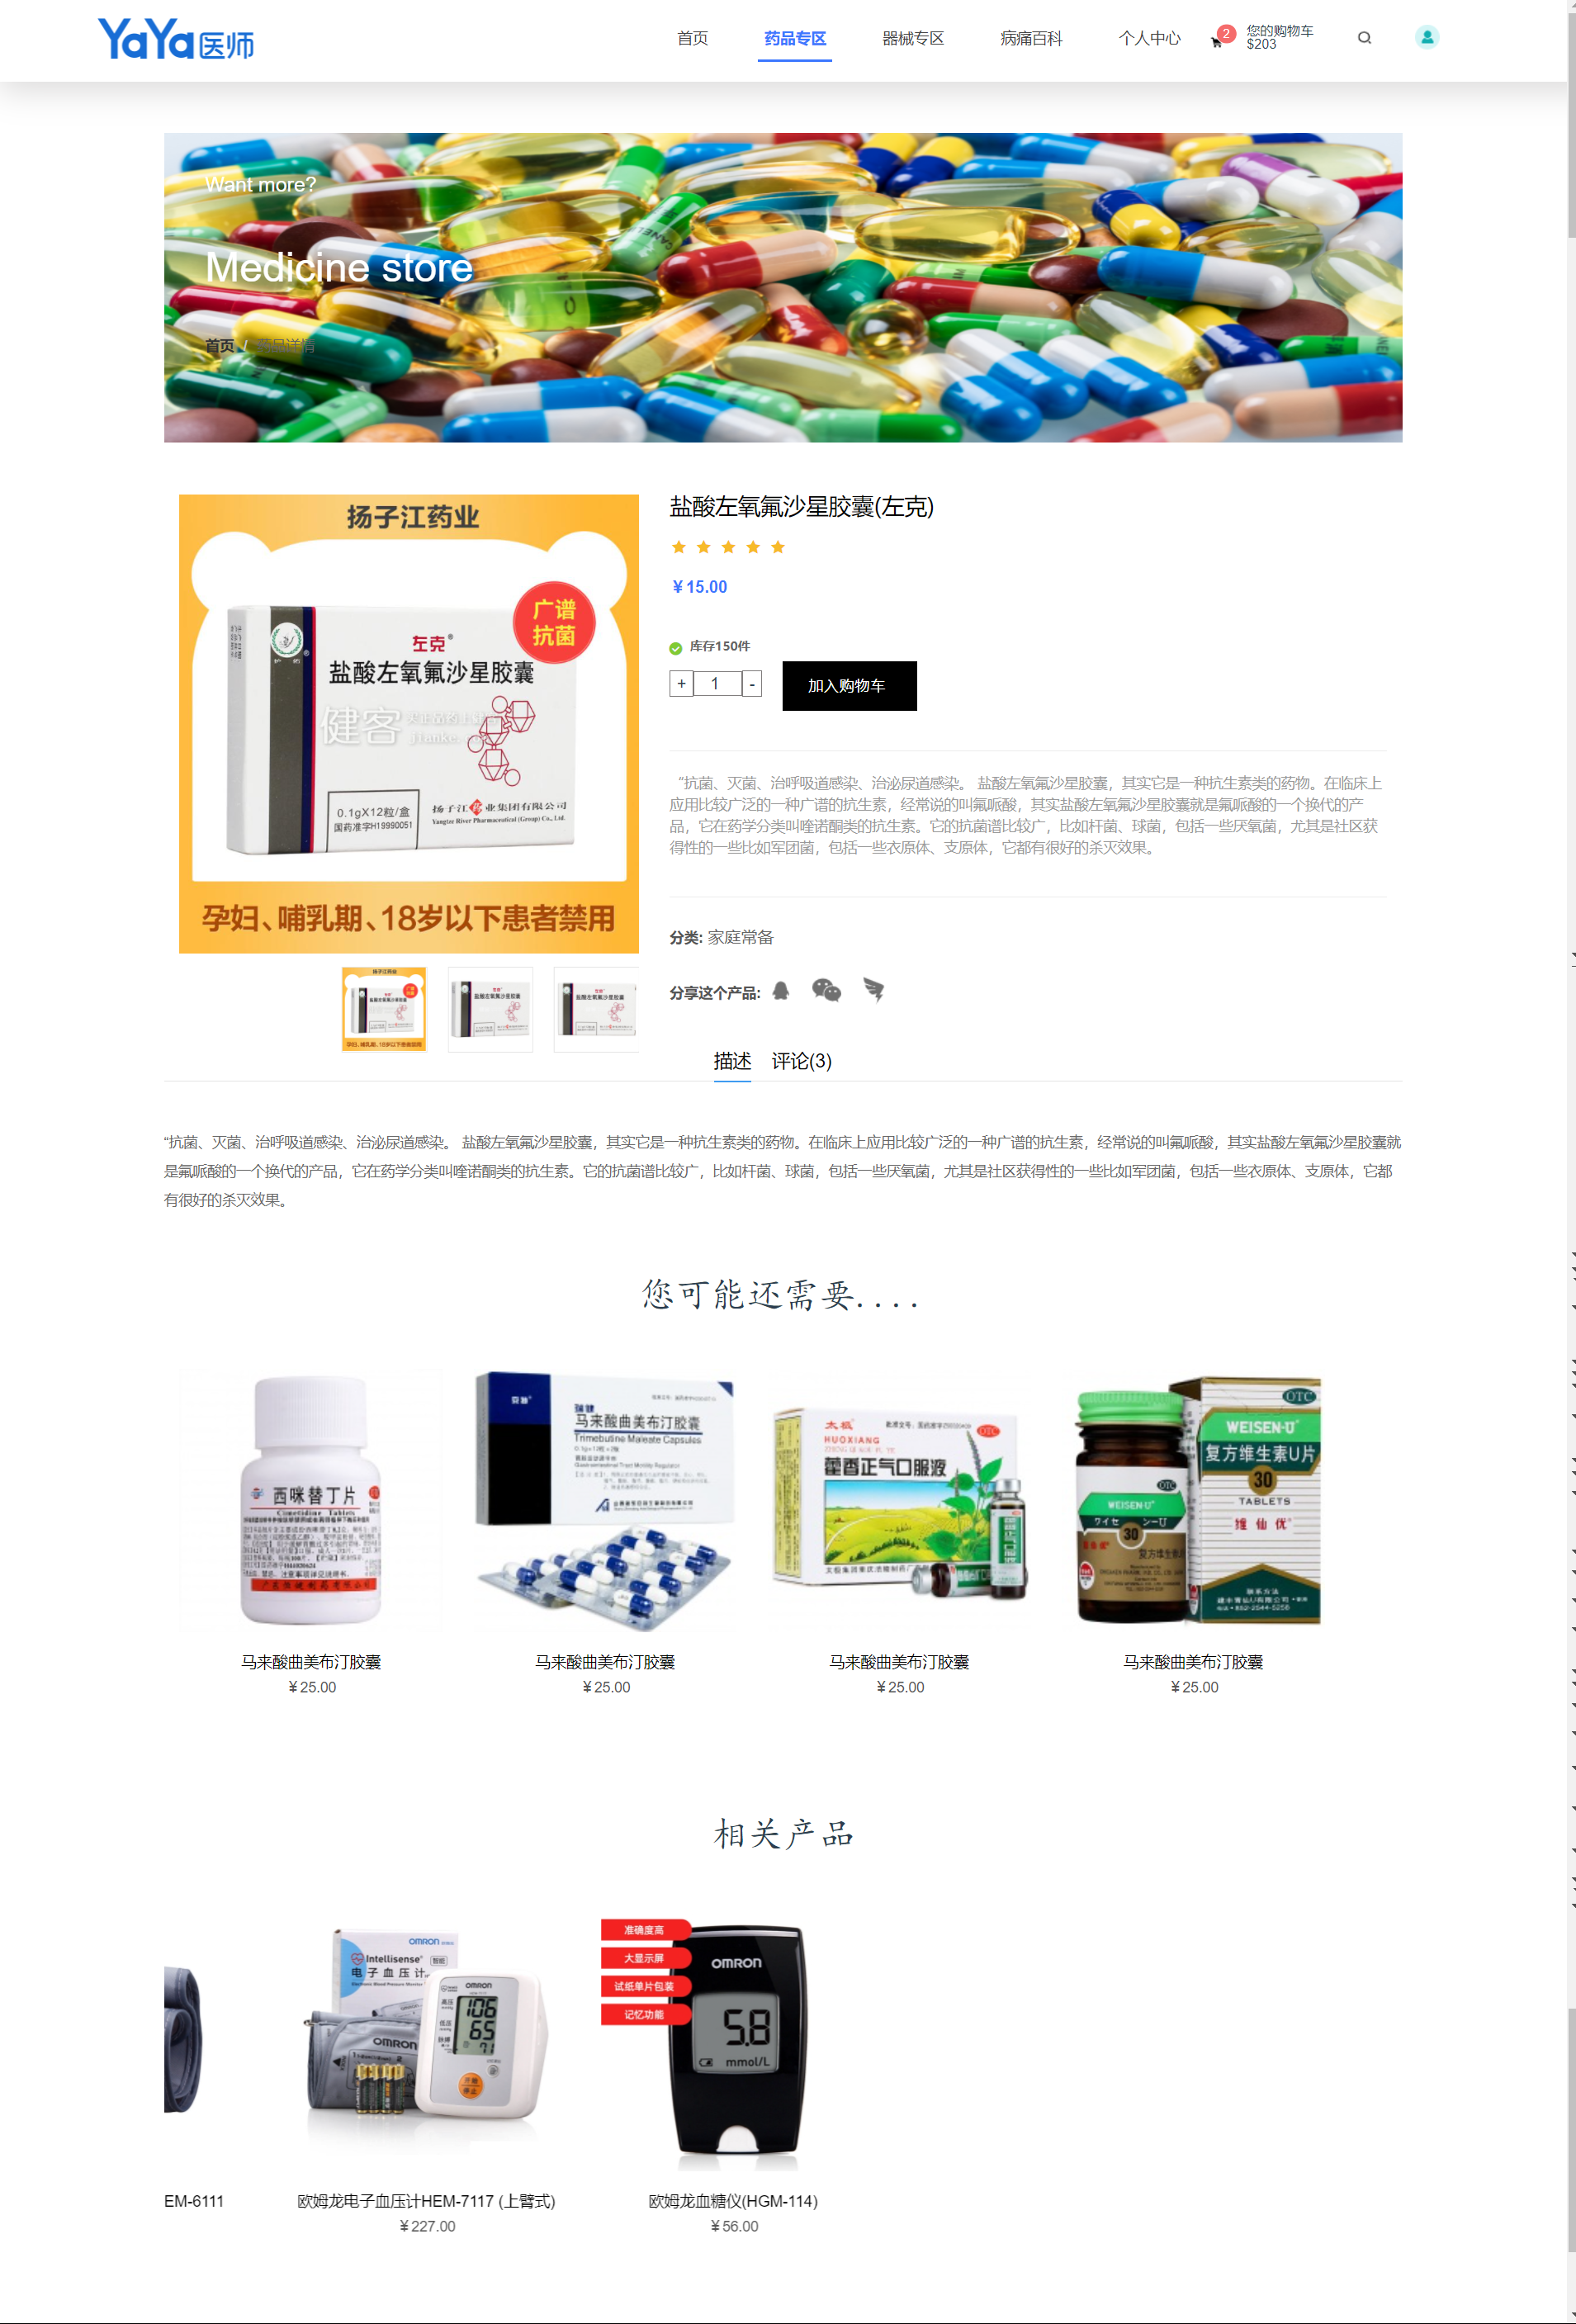 YaYa医师
首页 药品专区 器械专区 病痛百科 个人中心 2 您的购物车
$203
Want more?
Medicine store
首页 / 药品详情
扬子江药业
广谱
抗菌
左克®
盐酸左氧氟沙星胶囊
健客
0.1gX12粒/盒
国药准字H19990051
扬子江药业集团有限公司
Yangtze River Pharmaceutical (Group) Co., Ltd.
孕妇、哺乳期、18岁以下患者禁用
盐酸左氧氟沙星胶囊(左克)
￥15.00
库存150件
+ 1 - 加入购物车
“抗菌、灭菌、治呼吸道感染、治泌尿道感染。 盐酸左氧氟沙星胶囊，其实它是一种抗生素类的药物。在临床上
应用比较广泛的一种广谱的抗生素，经常说的叫氟哌酸，其实盐酸左氧氟沙星胶囊就是氟哌酸的一个换代的产
品，它在药学分类叫喹诺酮类的抗生素。它的抗菌谱比较广，比如杆菌、球菌，包括一些厌氧菌，尤其是社区获
得性的一些比如军团菌，包括一些衣原体、支原体，它都有很好的杀灭效果。
分类: 家庭常备
分享这个产品:
描述 评论(3)
“抗菌、灭菌、治呼吸道感染、治泌尿道感染。 盐酸左氧氟沙星胶囊，其实它是一种抗生素类的药物。在临床上应用比较广泛的一种广谱的抗生素，经常说的叫氟哌酸，其实盐酸左氧氟沙星胶囊就
是氟哌酸的一个换代的产品，它在药学分类叫喹诺酮类的抗生素。它的抗菌谱比较广，比如杆菌、球菌，包括一些厌氧菌，尤其是社区获得性的一些比如军团菌，包括一些衣原体、支原体，它都
有很好的杀灭效果。
您可能还需要....
西咪替丁片
Cimetidine Tablets
瑞健
马来酸曲美布汀胶囊
Trimebutine Maleate Capsules
太极
HUOXIANG
OTC
藿香正气口服液
OTC
WEISEN-U
复方维生素U片
30
TABLETS
维仙优
OTC
WEISEN-U
30
马来酸曲美布汀胶囊 马来酸曲美布汀胶囊 马来酸曲美布汀胶囊 马来酸曲美布汀胶囊
￥25.00 ￥25.00 ￥25.00 ￥25.00
相关产品
OMRON
Intellisense 智能
电子血压计
OMRON
106
65
71
OMRON
准确度高
大显示屏
试纸单片包装
记忆功能
OMRON
5.8
mmol/L
EM-6111 欧姆龙电子血压计HEM-7117 (上臂式) 欧姆龙血糖仪(HGM-114)
￥227.00 ￥56.00